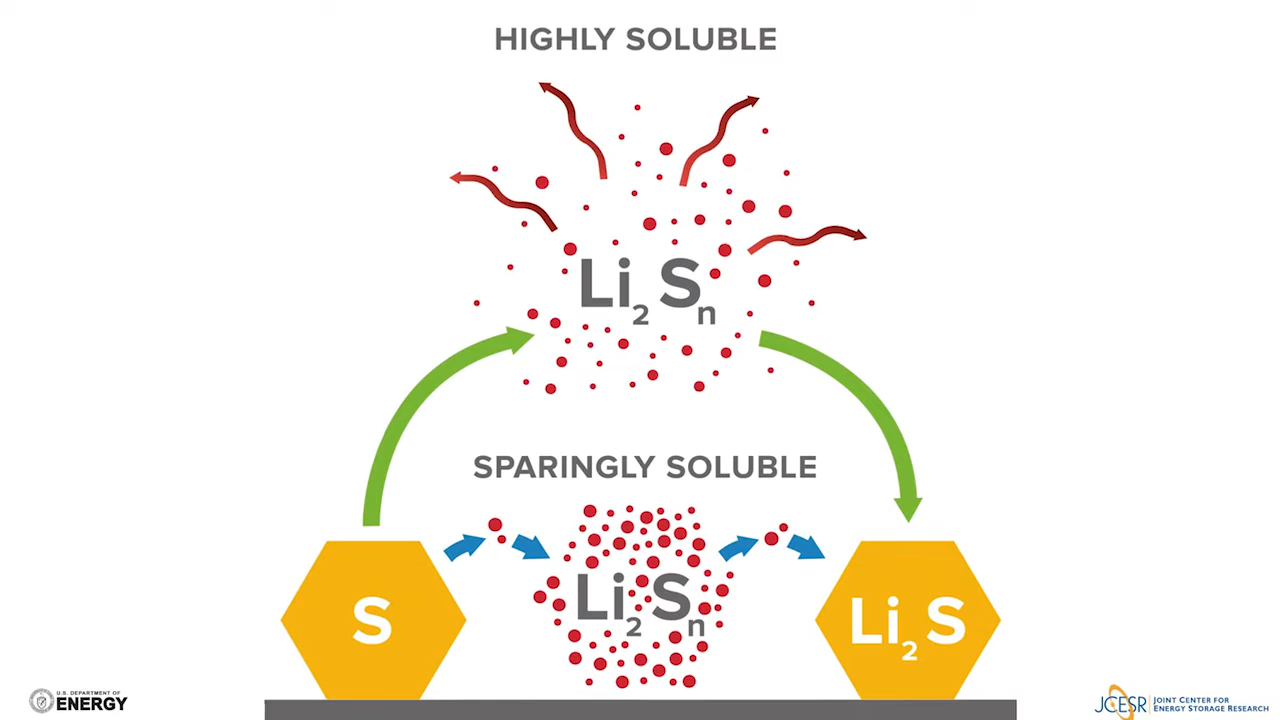 HIGHLY SOLUBLE
Li₂Sₙ
SPARINGLY SOLUBLE
S
Li₂Sₙ
Li₂S
U.S. DEPARTMENT OF
ENERGY
JCESR
JOINT CENTER FOR
ENERGY STORAGE RESEARCH